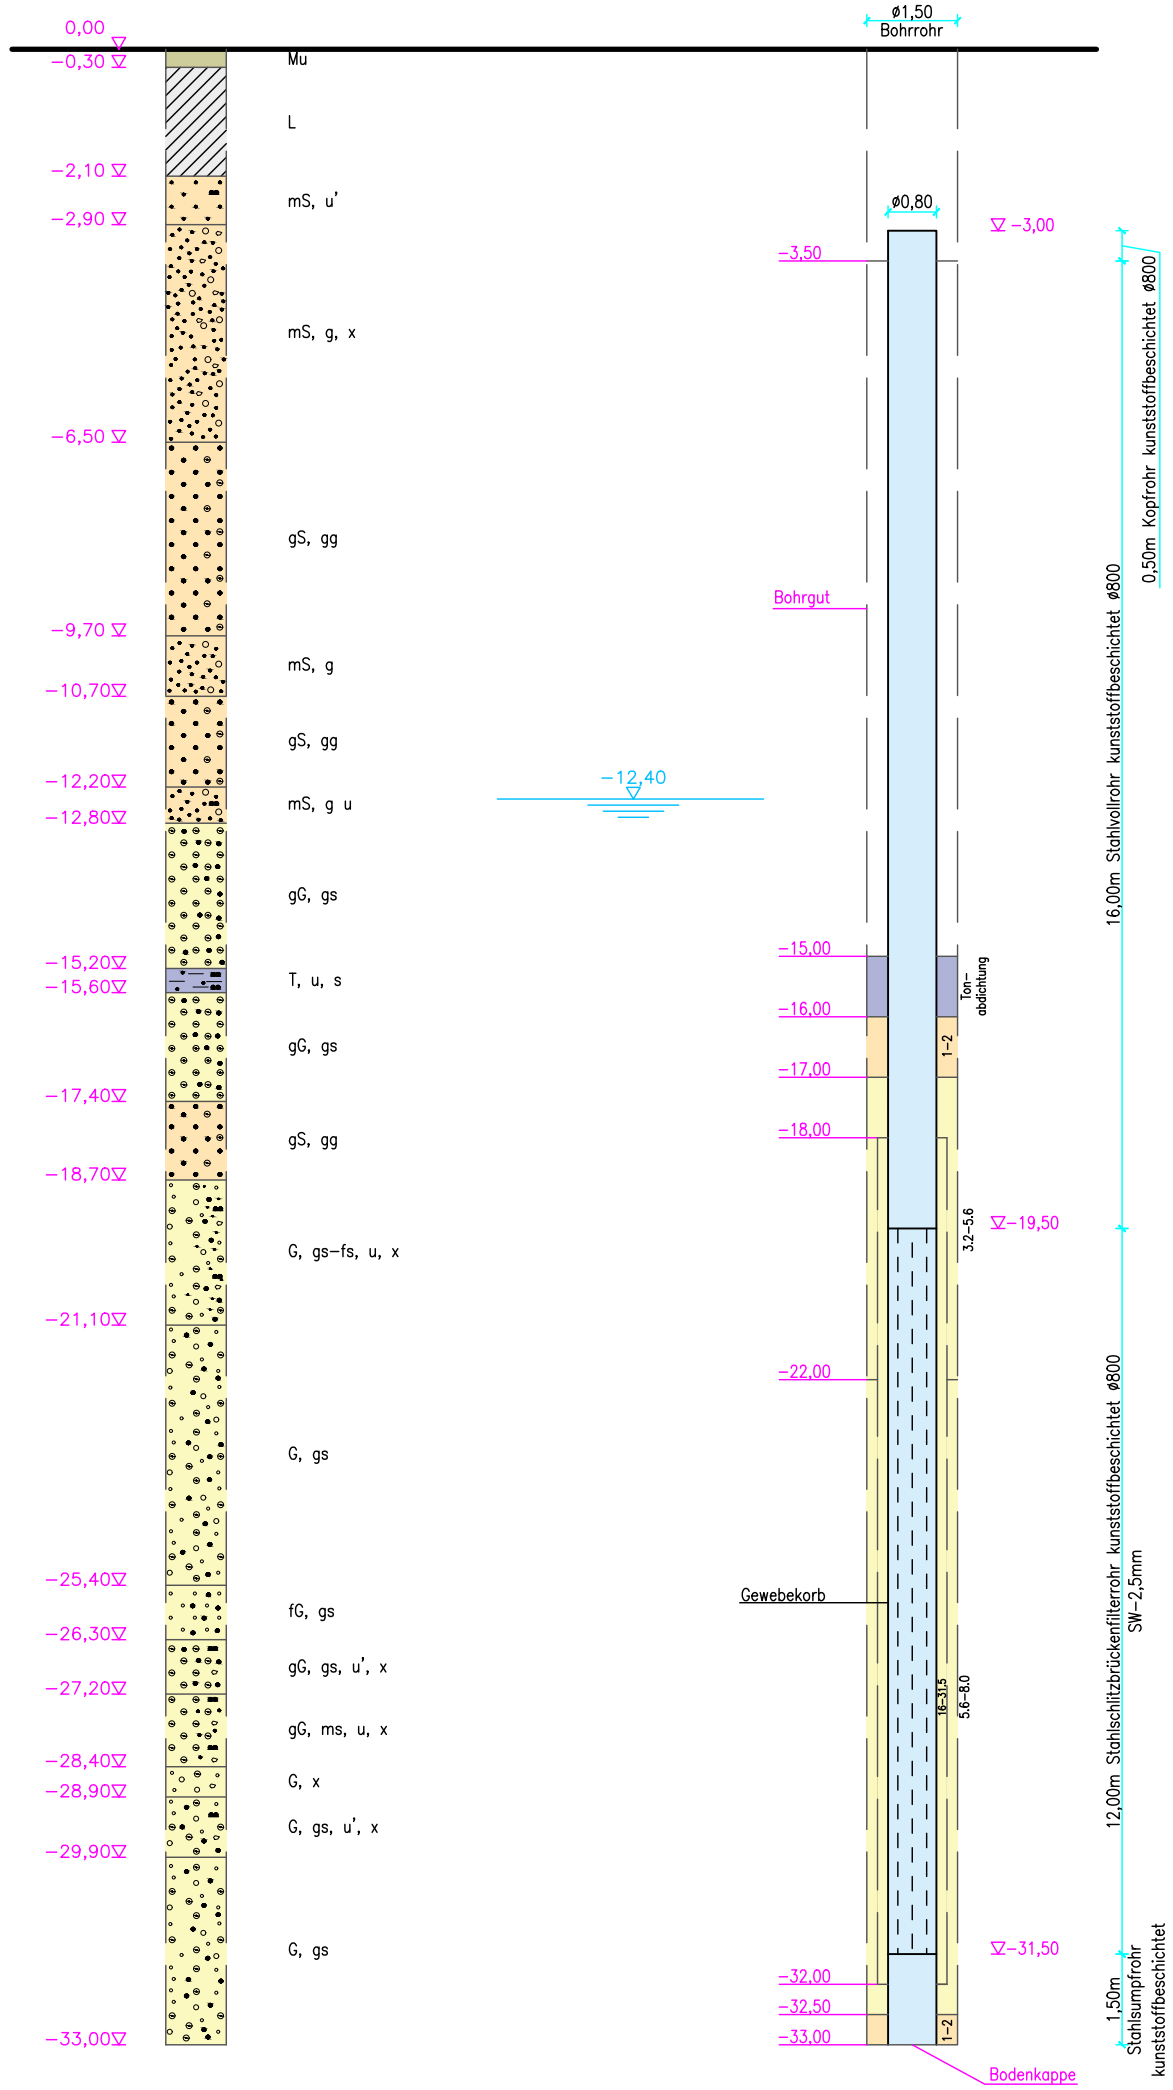 0,00
-0,30
Mu
L
-2,10
mS, u'
-2,90
mS, g, x
-6,50
gS, gg
-9,70
mS, g
-10,70
gS, gg
-12,20
mS, g u
-12,80
gG, gs
-15,20
T, u, s
-15,60
gG, gs
-17,40
gS, gg
-18,70
G, gs-fs, u, x
-21,10
G, gs
-25,40
fG, gs
-26,30
gG, gs, u', x
-27,20
gG, ms, u, x
-28,40
G, x
-28,90
G, gs, u', x
-29,90
G, gs
-33,00
-12,40
ø1,50
Bohrrohr
ø0,80
-3,00
-3,50
Bohrgut
-15,00
Ton-
abdichtung
-16,00
1-2
-17,00
-18,00
3.2-5.6
-19,50
-22,00
Gewebekorb
16-31,5
5.6-8.0
-31,50
-32,00
-32,50
1-2
-33,00
Bodenkappe
0,50m Kopfrohr kunststoffbeschichtet ø800
16,00m Stahlvollrohr kunststoffbeschichtet ø800
12,00m Stahlschlitzbrückenfilterrohr kunststoffbeschichtet ø800
SW-2,5mm
1,50m
Stahlsumpfrohr
kunststoffbeschichtet